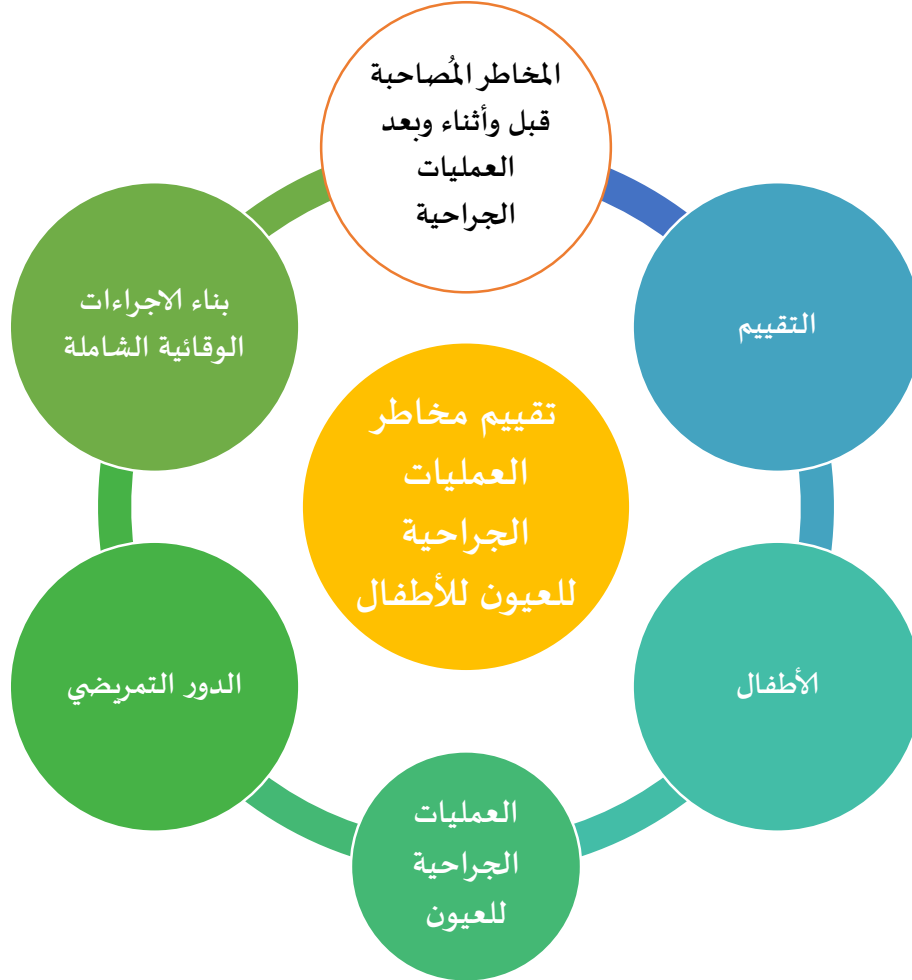 المخاطر المُصاحبة
قبل وأثناء وبعد
العمليات
الجراحية
التقييم
الأطفال
العمليات
الجراحية
للعيون
الدور التمريضي
بناء الاجراءات
الوقائية الشاملة
تقييم مخاطر
العمليات
الجراحية
للعيون للأطفال